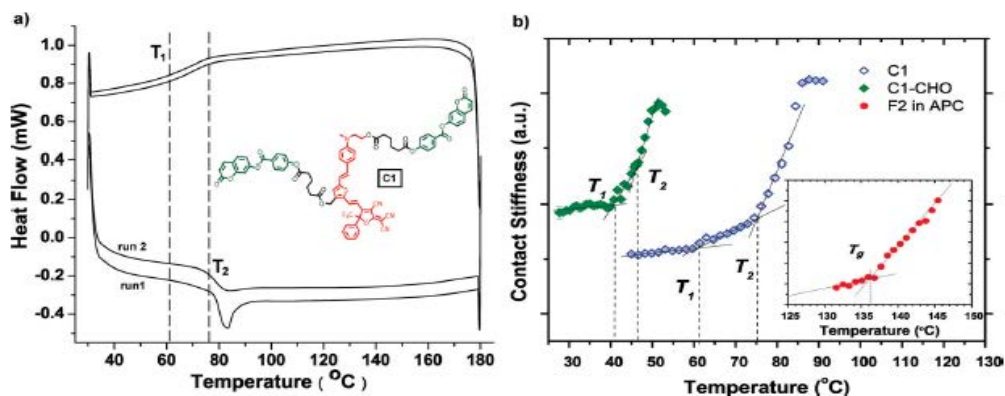 a)
T1
T2
C1
run 2
run1
Heat Flow (mW)
1.0
0.8
0.6
0.4
0.2
0.0
-0.2
-0.4
40 60 80 100 120 140 160 180
Temperature ( °C)
b)
C1
C1-CHO
F2 in APC
Contact Stiffness (a.u.)
T1
T2
T1
T2
Tg
125 130 135 140 145 150
Temperature (°C)
30 40 50 60 70 80 90 100 110 120 130
Temperature (°C)